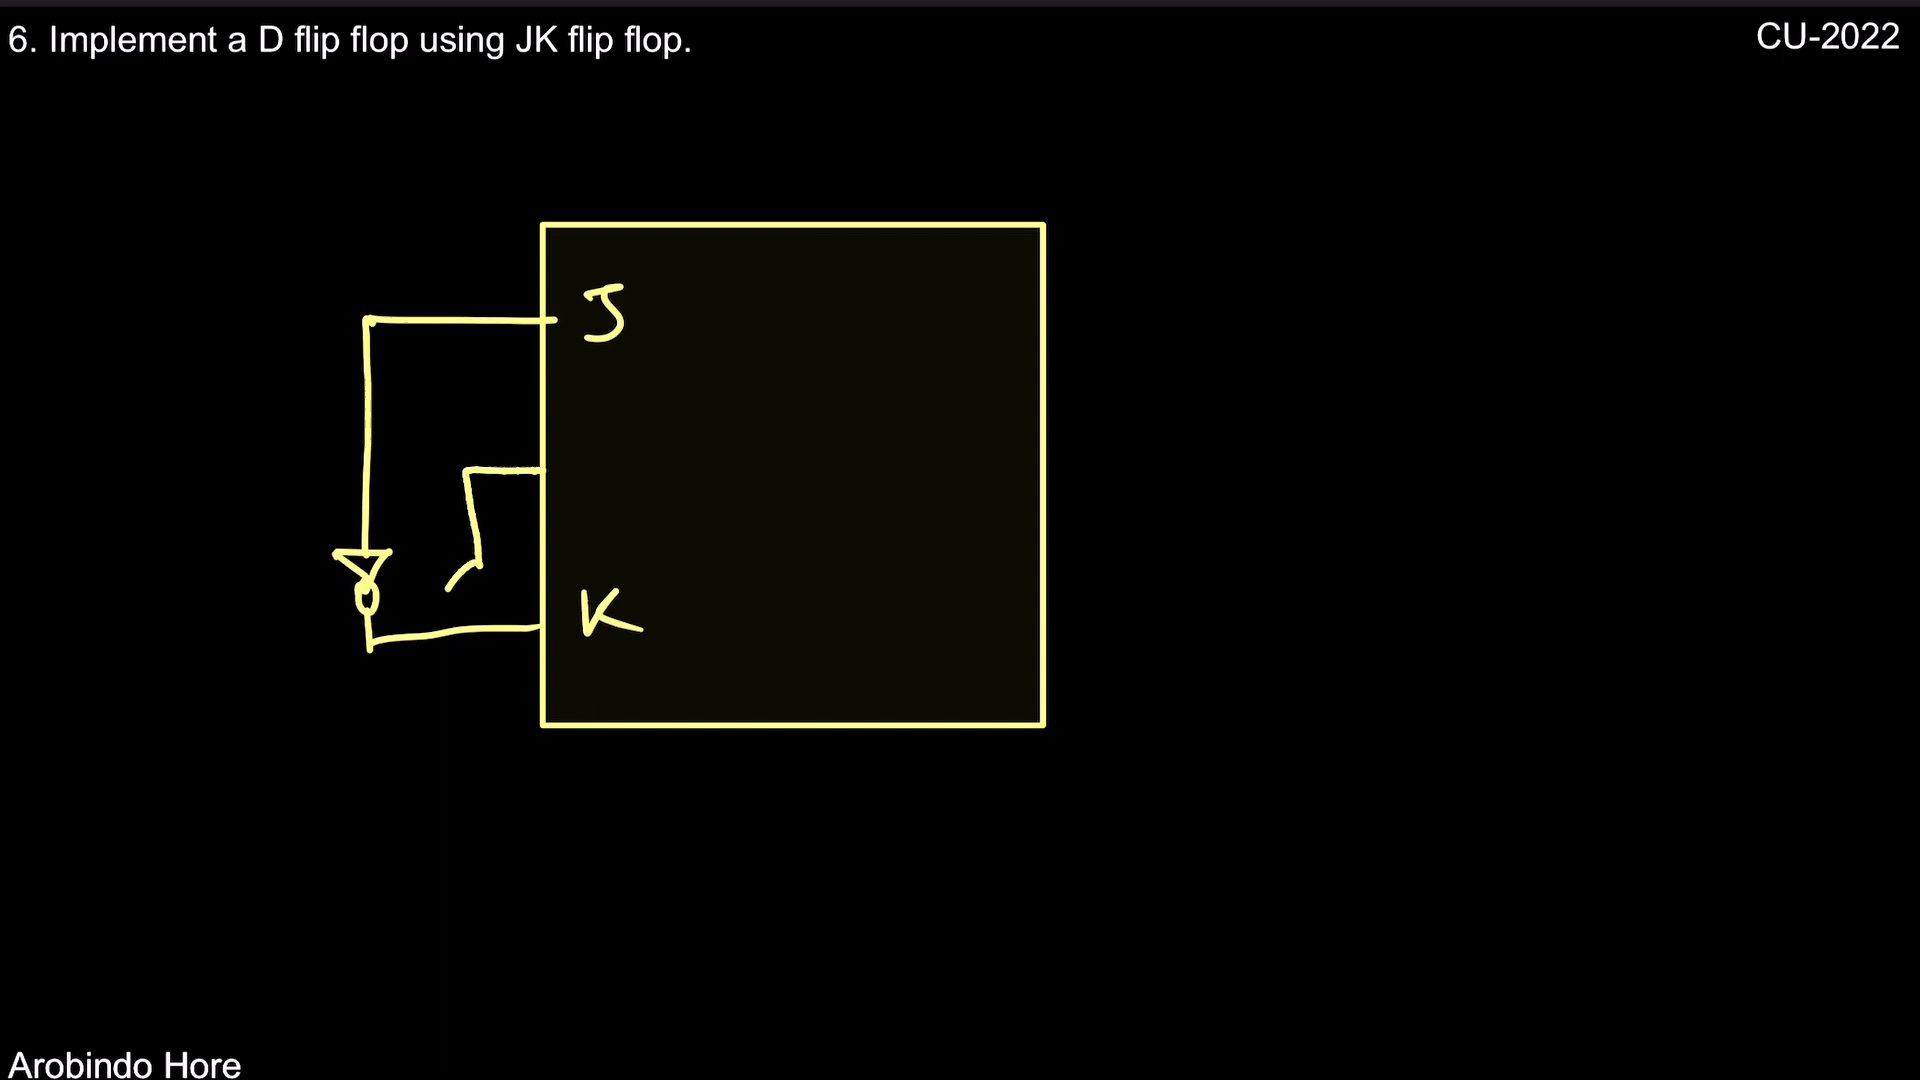 6. Implement a D flip flop using JK flip flop.
CU-2022
J
K
Arobindo Hore